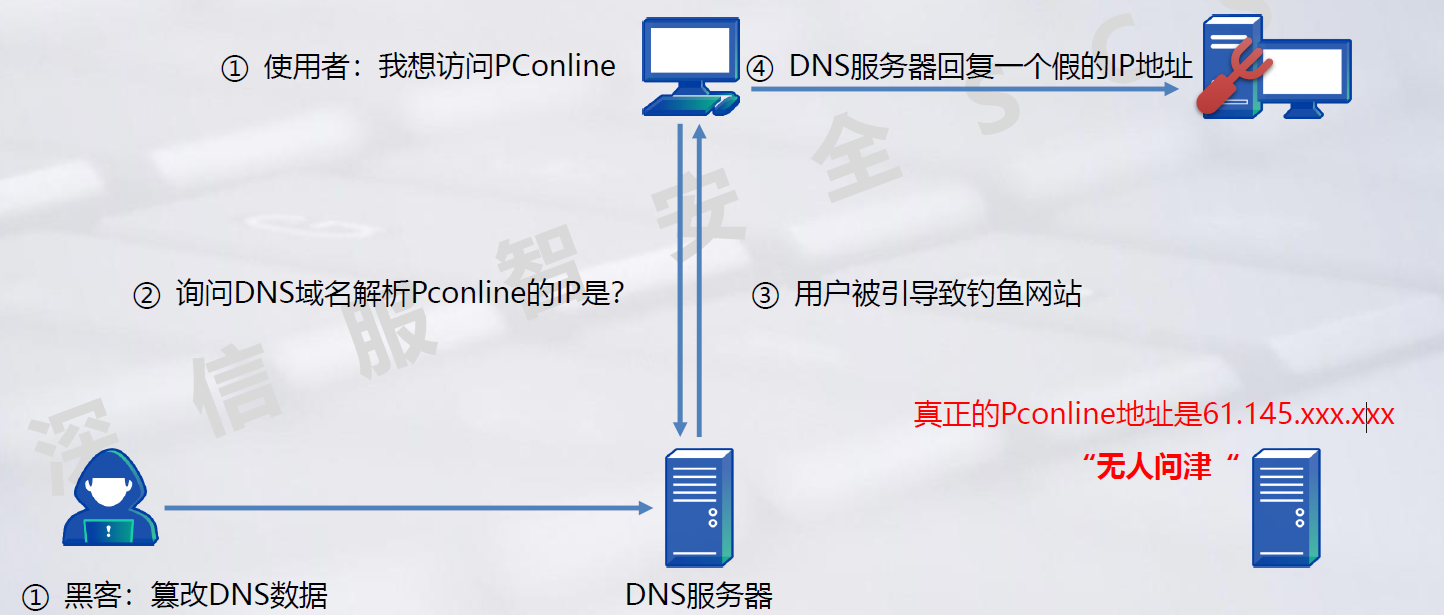 ① 使用者：我想访问PConline
④ DNS服务器回复一个假的IP地址
② 询问DNS域名解析Pconline的IP是？
③ 用户被引导致钓鱼网站
真正的Pconline地址是61.145.xxx.xxx
“无人问津 “
① 黑客：篡改DNS数据
DNS服务器
深信服智安全SC